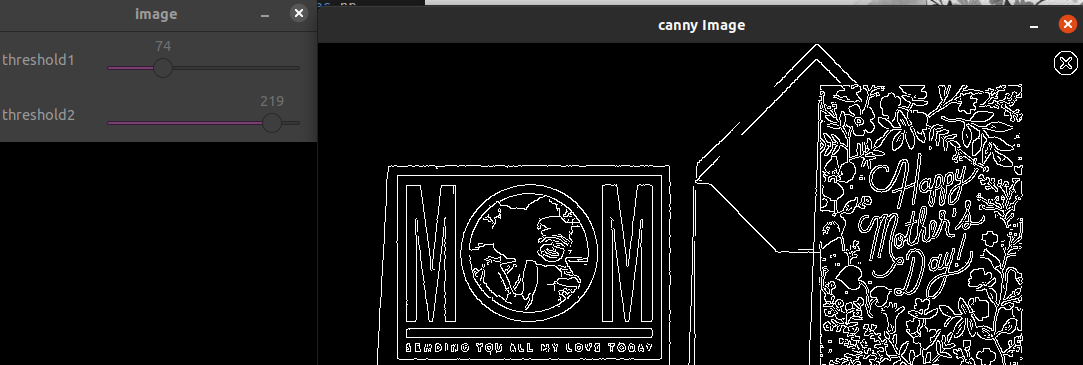 image
threshold1
74
threshold2
219
canny Image
MOM
SENDING YOU ALL MY LOVE TODAY
Happy
Mother's
Day!